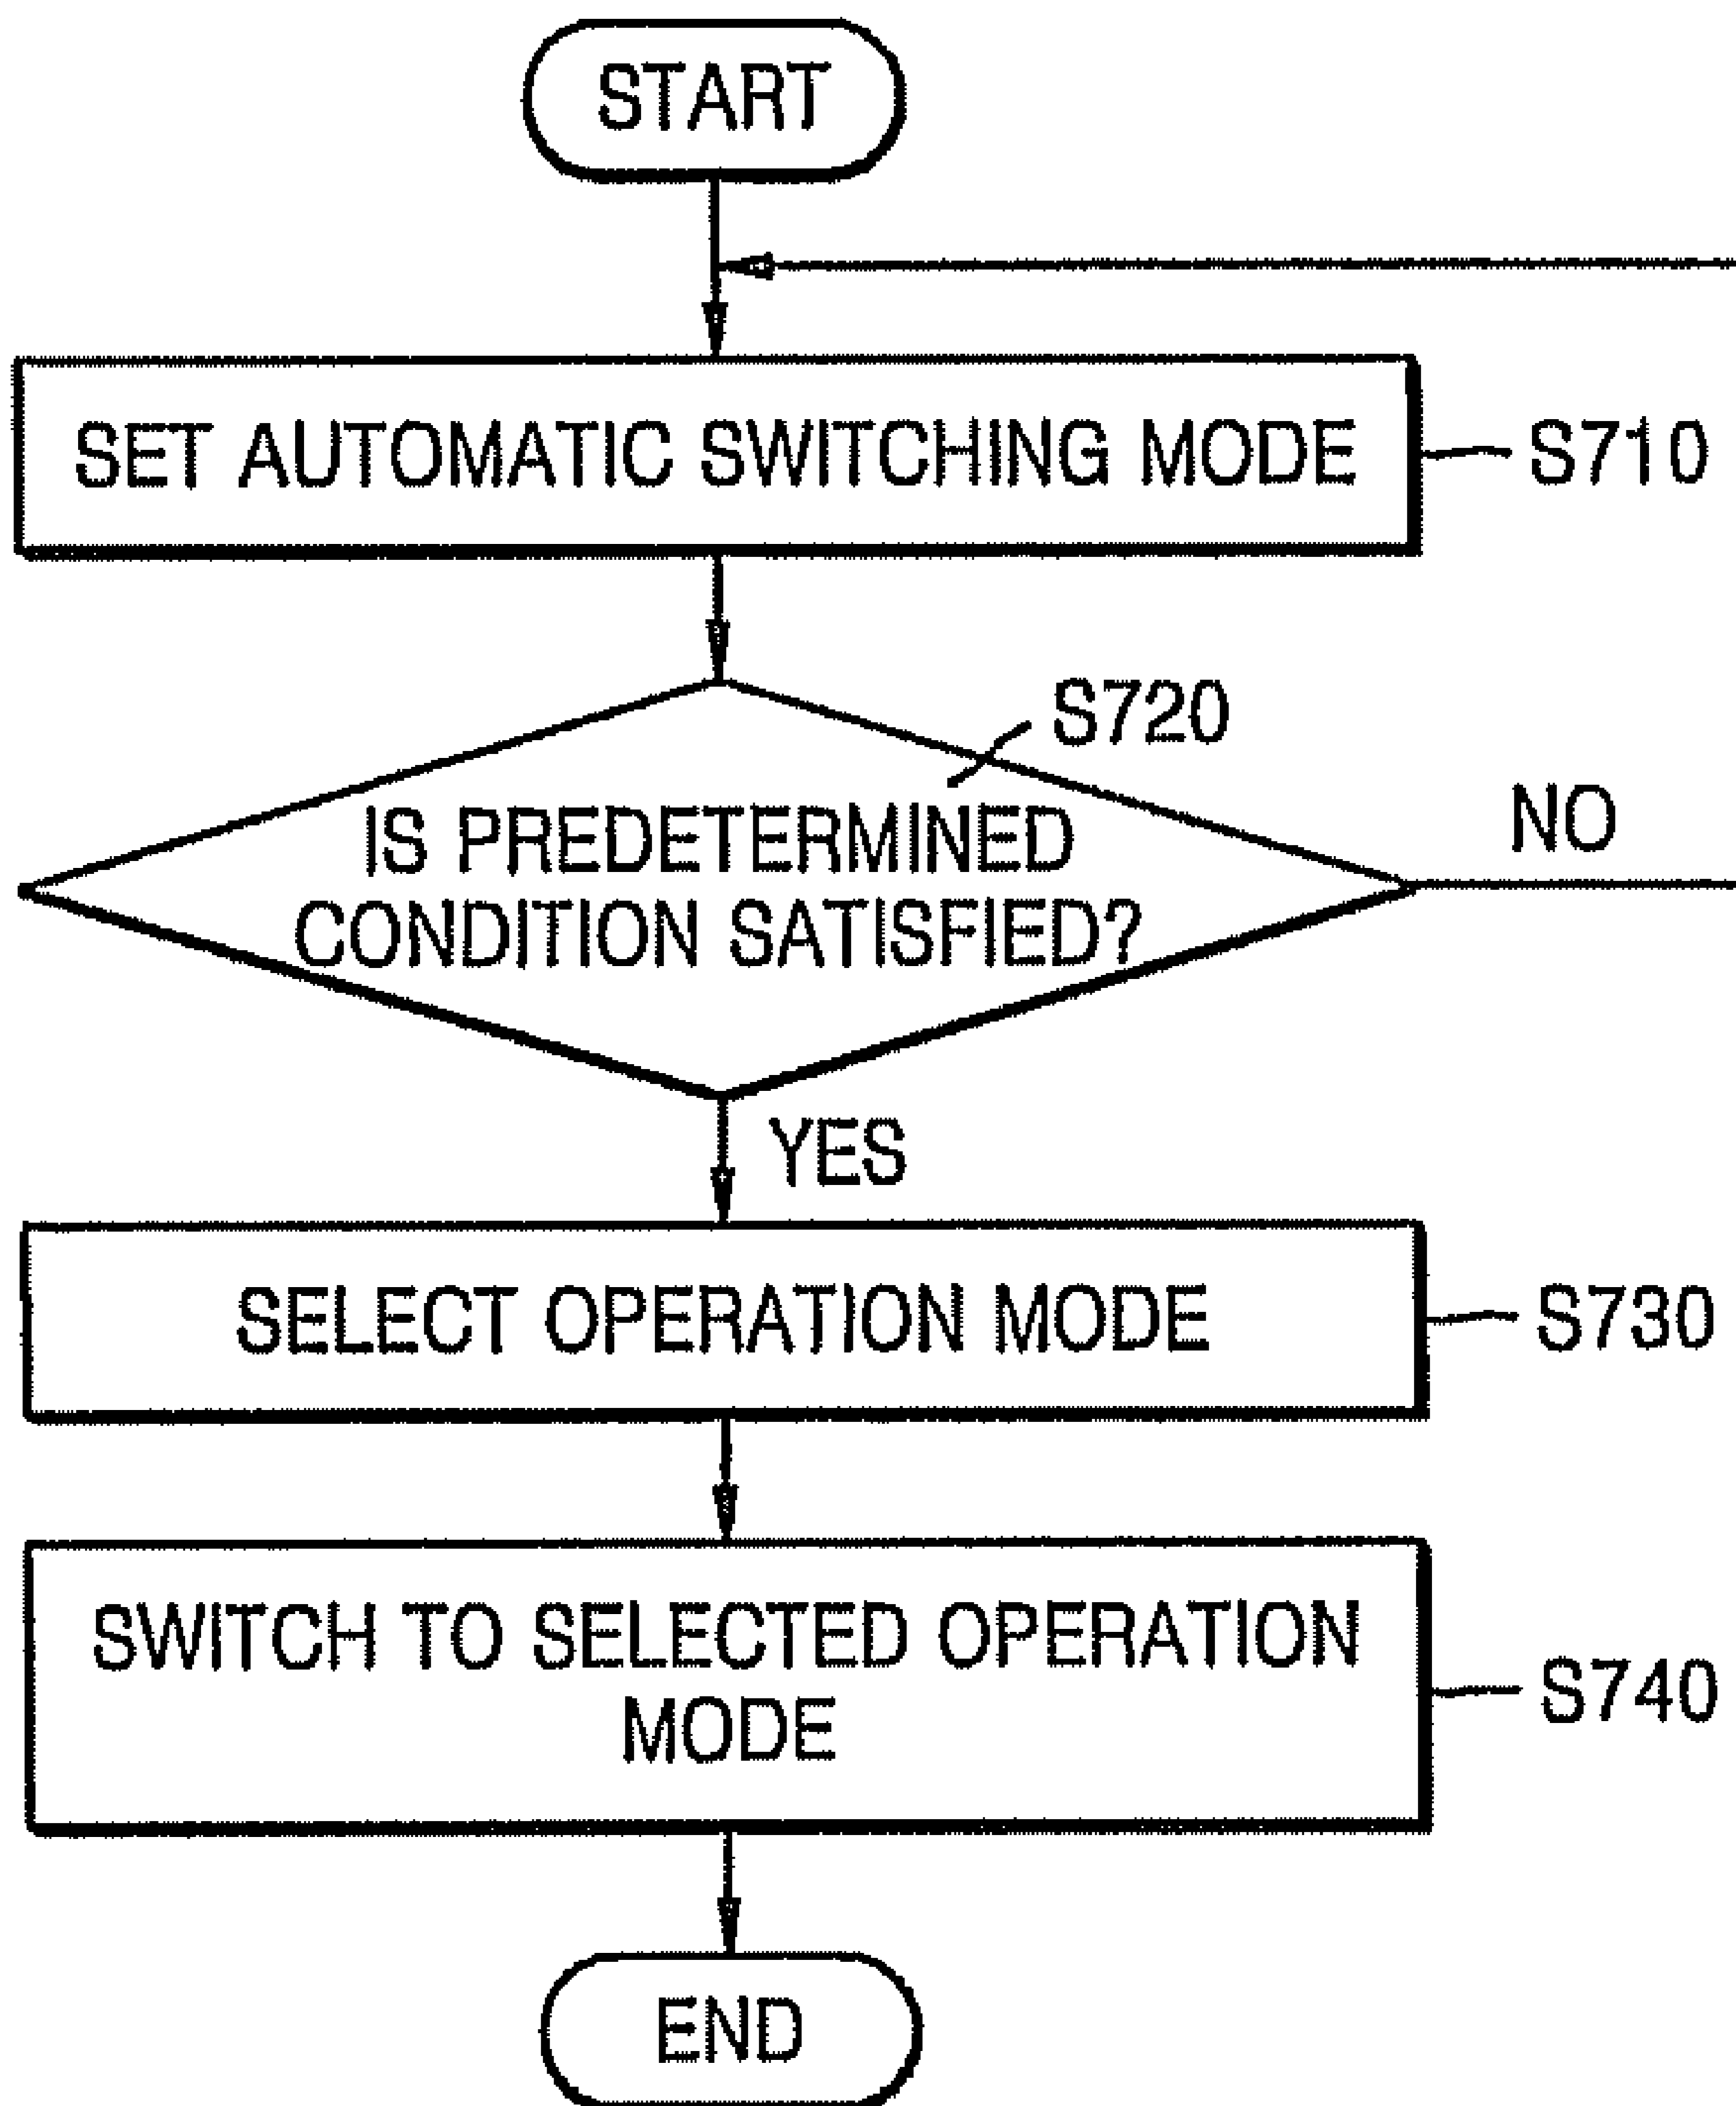 START
SET AUTOMATIC SWITCHING MODE
S710
S720
IS PREDETERMINED
CONDITION SATISFIED?
NO
YES
SELECT OPERATION MODE
S730
SWITCH TO SELECTED OPERATION
MODE
S740
END